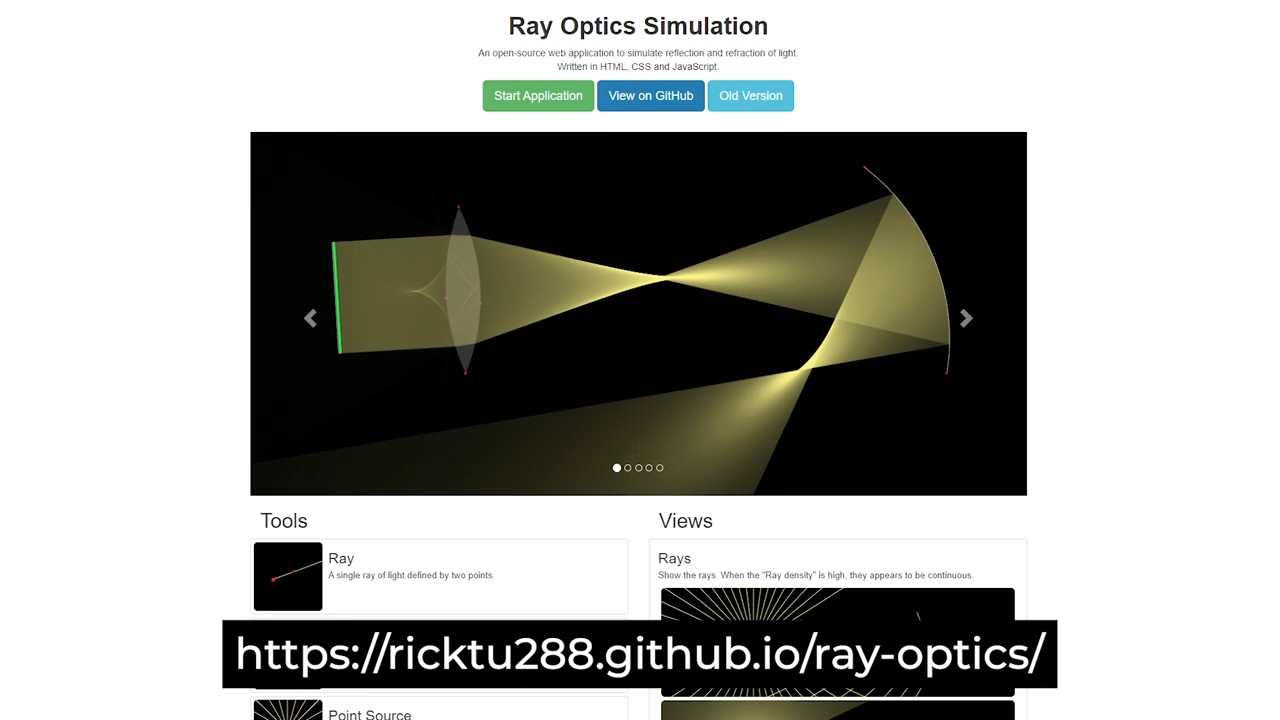 Ray Optics Simulation
An open-source web application to simulate reflection and refraction of light.
Written in HTML, CSS and JavaScript.
Start Application
View on GitHub
Old Version
Tools
Views
Ray
A single ray of light defined by two points.
Rays
Show the rays. When the "Ray density" is high, they appears to be continuous.
https://ricktu288.github.io/ray-optics/
Point Source